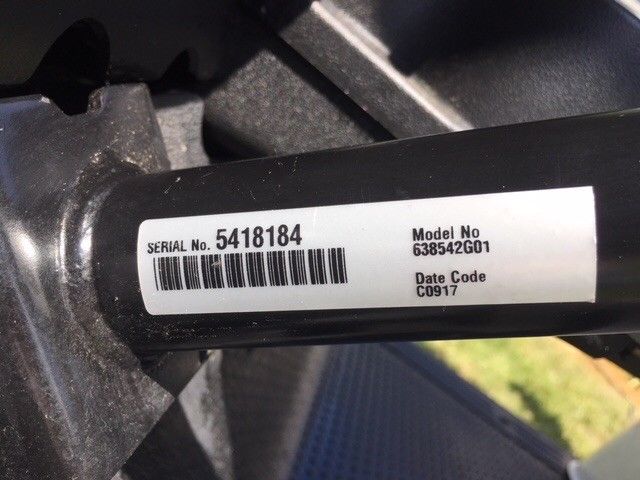 SERIAL No. 5418184
Model No
638542G01
Date Code
C0917